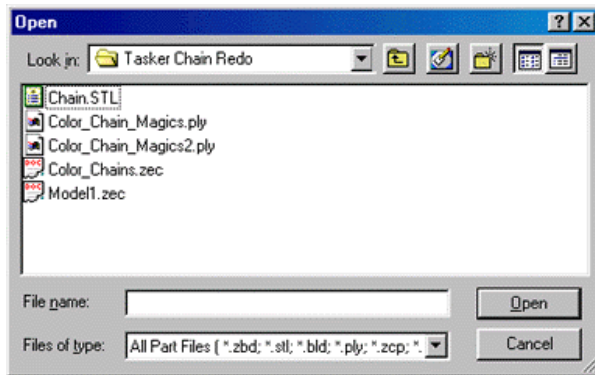 Open
Look in: Tasker Chain Redo
Chain.STL
Color_Chain_Magics.ply
Color_Chain_Magics2.ply
Color_Chains.zec
Model1.zec
File name: Open
Files of type: All Part Files ( *.zbd; *.stl; *.bld; *.ply; *.zcp; *. Cancel